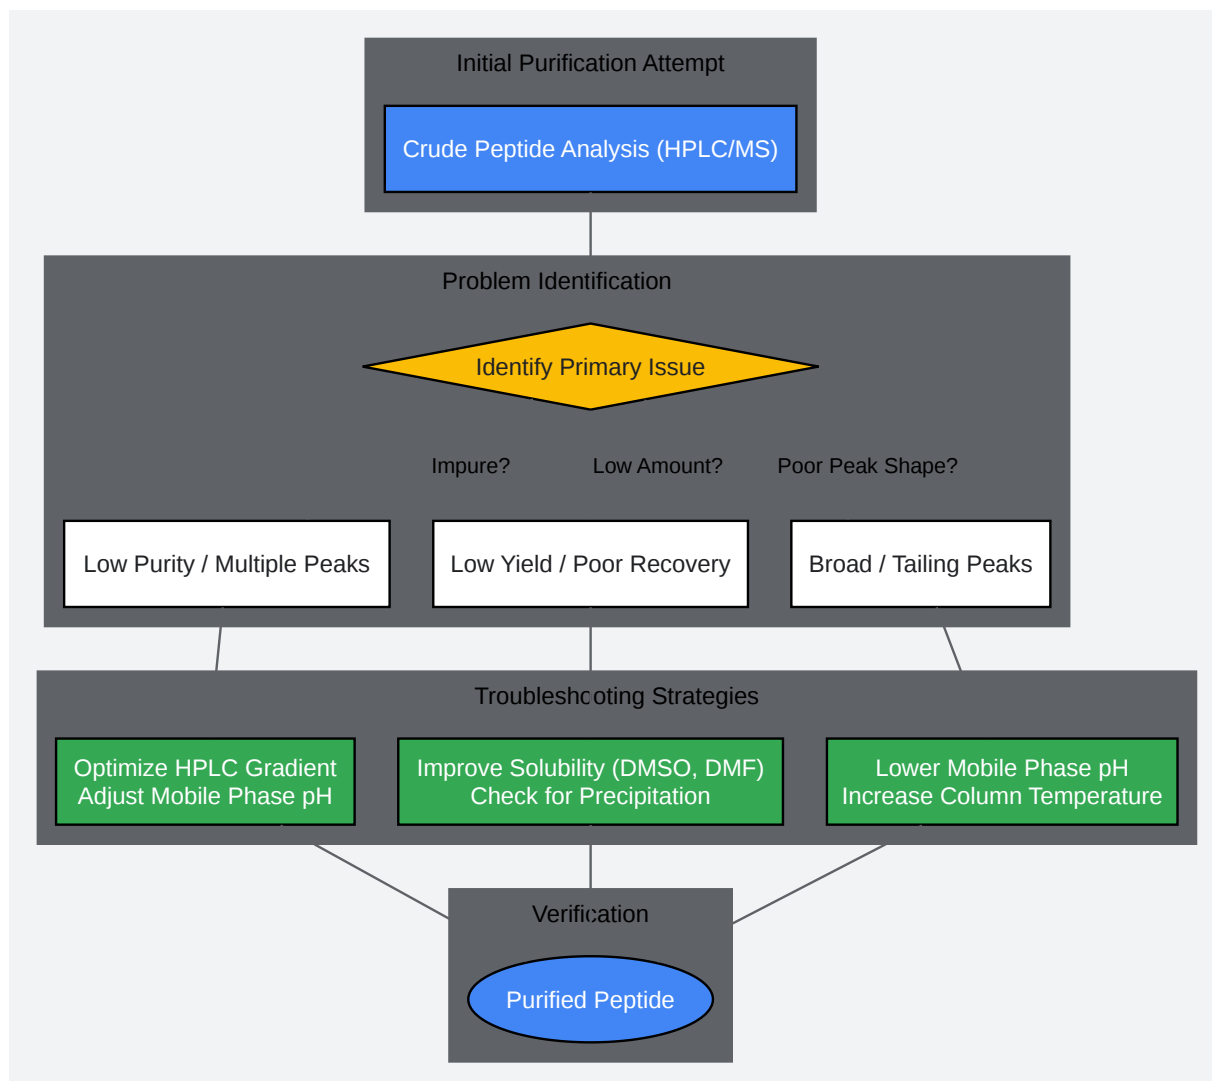 Initial Purification Attempt
Crude Peptide Analysis (HPLC/MS)
Problem Identification
Identify Primary Issue
Impure?
Low Amount?
Poor Peak Shape?
Low Purity / Multiple Peaks
Low Yield / Poor Recovery
Broad / Tailing Peaks
Troubleshooting Strategies
Optimize HPLC Gradient
Adjust Mobile Phase pH
Improve Solubility (DMSO, DMF)
Check for Precipitation
Lower Mobile Phase pH
Increase Column Temperature
Verification
Purified Peptide